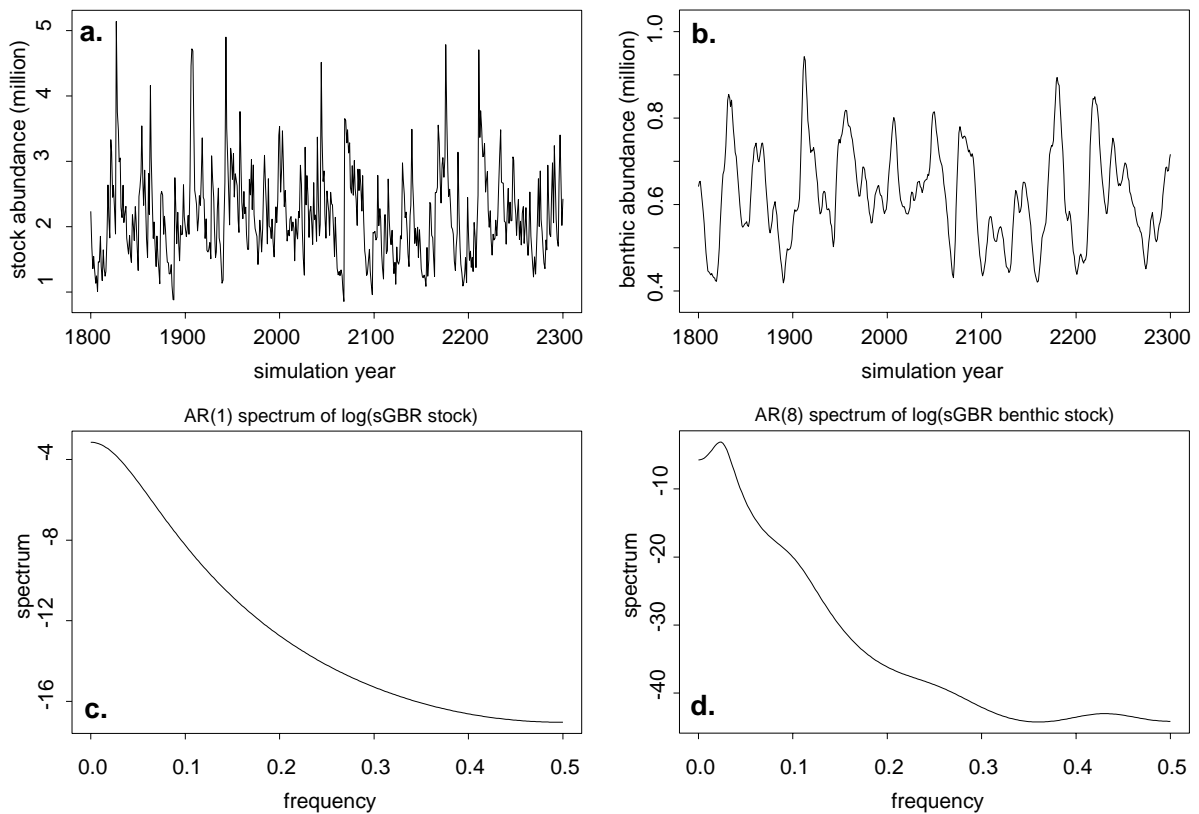 a.
stock abundance (million)
5
4
3
2
1
1800 1900 2000 2100 2200 2300
simulation year
b.
benthic abundance (million)
1.0
0.8
0.6
0.4
1800 1900 2000 2100 2200 2300
simulation year
AR(1) spectrum of log(sGBR stock)
c.
spectrum
-4
-8
-12
-16
0.0 0.1 0.2 0.3 0.4 0.5
frequency
AR(8) spectrum of log(sGBR benthic stock)
d.
spectrum
-10
-20
-30
-40
0.0 0.1 0.2 0.3 0.4 0.5
frequency